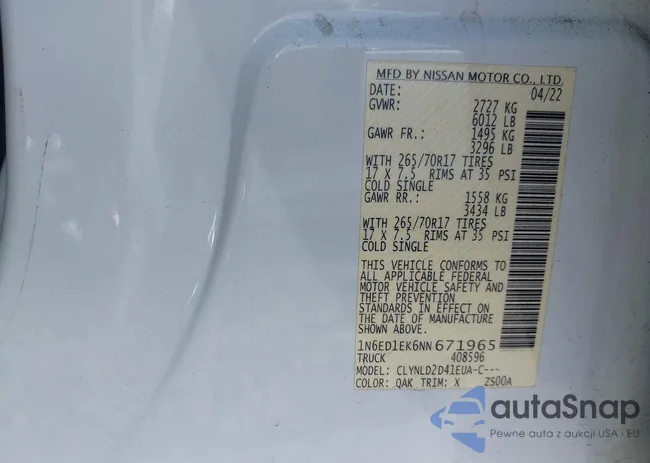 MFD BY NISSAN MOTOR CO., LTD.
DATE: 04/22
GVWR: 2727 KG
6012 LB
GAWR FR.: 1495 KG
3296 LB
WITH 265/70R17 TIRES
17 X 7.5 RIMS AT 35 PSI
COLD SINGLE
GAWR RR.: 1558 KG
3434 LB
WITH 265/70R17 TIRES
17 X 7.5 RIMS AT 35 PSI
COLD SINGLE
THIS VEHICLE CONFORMS TO
ALL APPLICABLE FEDERAL
MOTOR VEHICLE SAFETY AND
THEFT PREVENTION
STANDARDS IN EFFECT ON
THE DATE OF MANUFACTURE
SHOWN ABOVE.
1N6ED1EK6NN671965
TRUCK 408596
MODEL: CLYNLD2D41EUA-C---
COLOR: QAK TRIM: X ZS00A
autaSnap
Pewne auta z aukcji USA i EU